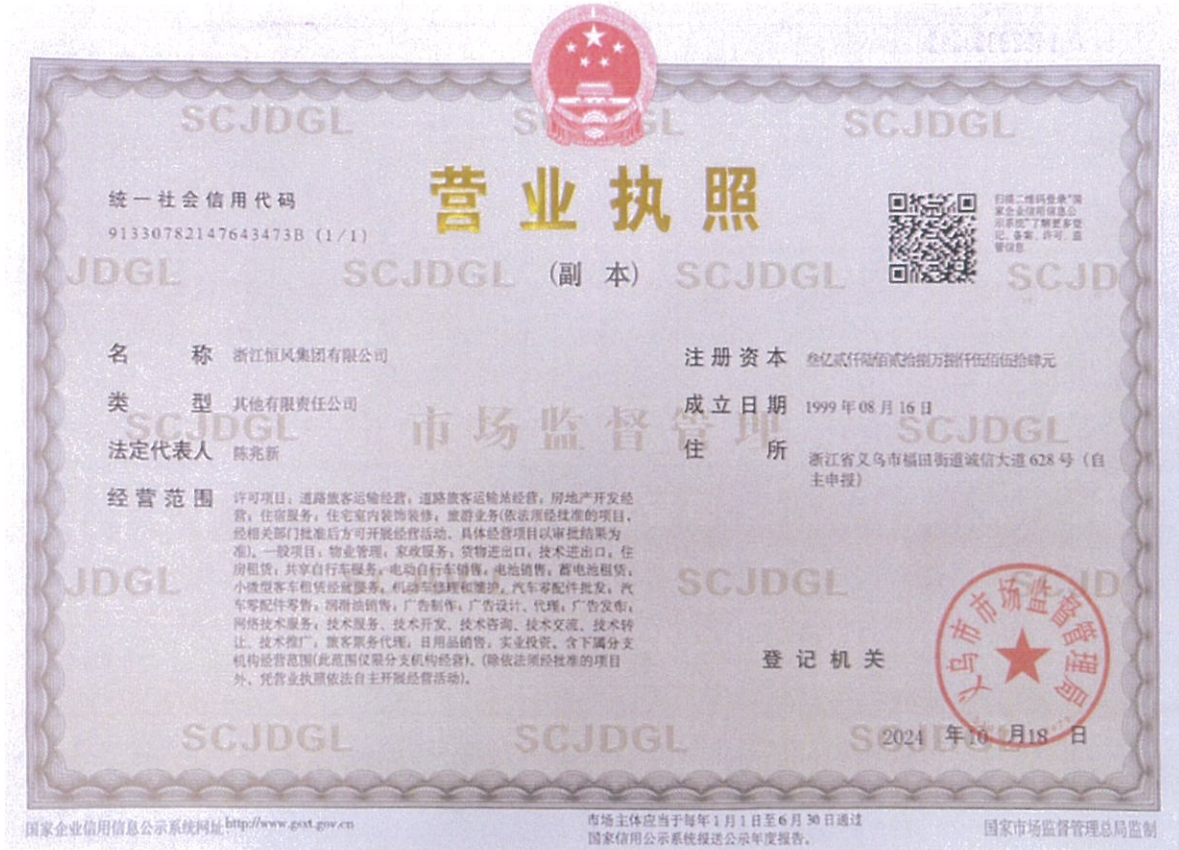 统一社会信用代码
91330782147643473B (1/1)
营业执照
(副 本)
扫描二维码登录“国
家企业信用信息公
示系统”了解更多登
记、备案、许可、监
管信息
名 称 浙江恒风集团有限公司
类 型 其他有限责任公司
法定代表人 陈兆新
经营范围 许可项目：道路旅客运输经营；道路旅客运输站经营；房地产开发经
营；住宿服务；住宅室内装饰装修；旅游业务(依法须经批准的项目，
经相关部门批准后方可开展经营活动，具体经营项目以审批结果为
准)。一般项目：物业管理；家政服务；货物进出口；技术进出口；住
房租赁；共享自行车服务；电动自行车销售；电池销售；蓄电池租赁；
小微型客车租赁经营服务；机动车修理和维护；汽车零配件批发；汽
车零配件零售；润滑油销售；广告制作；广告设计、代理；广告发布；
网络技术服务；技术服务、技术开发、技术咨询、技术交流、技术转
让、技术推广；旅客票务代理；日用品销售；实业投资。含下属分支
机构经营范围(此范围仅限分支机构经营)。(除依法须经批准的项目
外，凭营业执照依法自主开展经营活动)。
注册资本 叁亿贰仟陆佰贰拾捌万捌仟伍佰伍拾肆元
成立日期 1999 年 08 月 16 日
住 所 浙江省义乌市福田街道诚信大道 628 号（自
主申报）
登记机关
义乌市市场监督管理局
2024 年 10 月 18 日
SCJDGL
市场监督管理
国家企业信用信息公示系统网址 http://www.gsxt.gov.cn
市场主体应当于每年 1 月 1 日至 6 月 30 日通过
国家信用公示系统报送公示年度报告。
国家市场监督管理总局监制